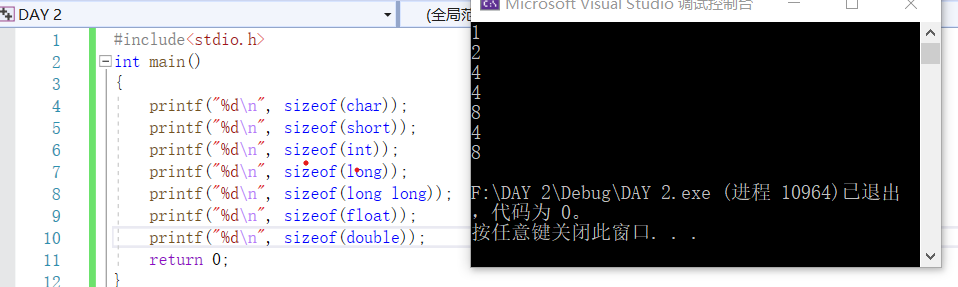 DAY 2
(全局范
Microsoft Visual Studio 调试控制台
1 #include<stdio.h>
2 int main()
3 {
4 printf("%d\n", sizeof(char));
5 printf("%d\n", sizeof(short));
6 printf("%d\n", sizeof(int));
7 printf("%d\n", sizeof(long));
8 printf("%d\n", sizeof(long long));
9 printf("%d\n", sizeof(float));
10 printf("%d\n", sizeof(double));
11 return 0;
12 }
1
2
4
4
8
4
8
F:\DAY 2\Debug\DAY 2.exe (进程 10964)已退出
，代码为 0。
按任意键关闭此窗口. . .